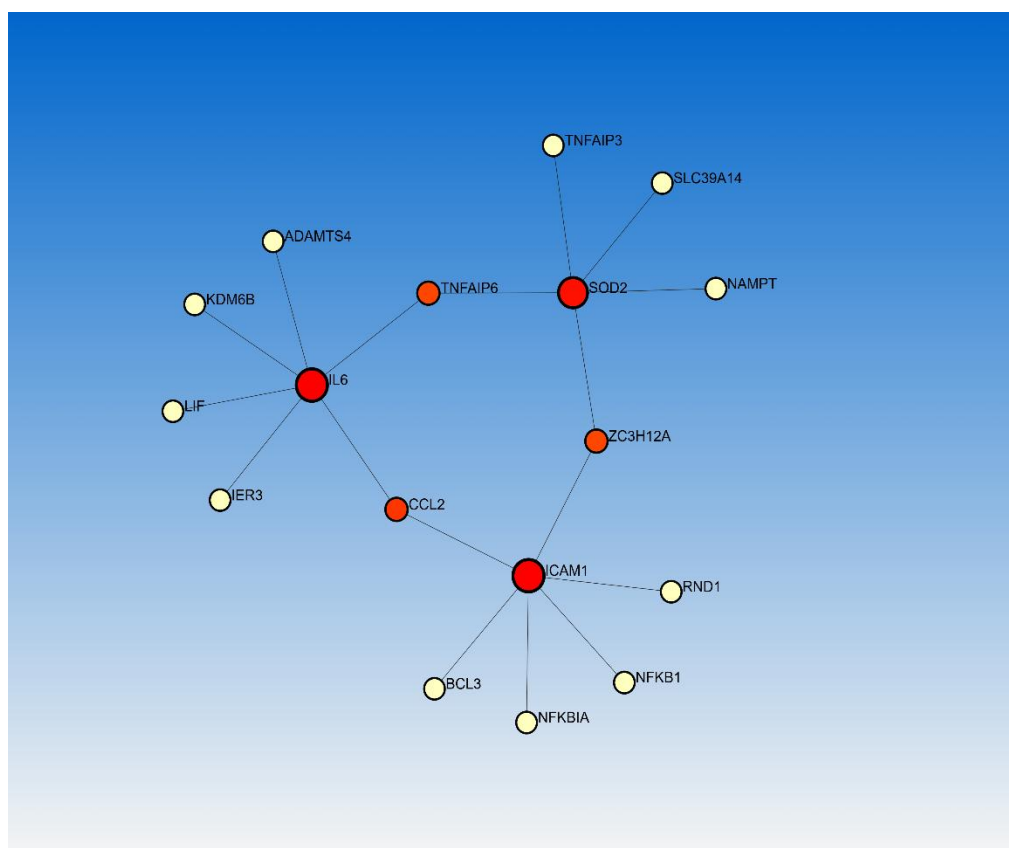 TNFAIP3
SLC39A14
ADAMTS4
TNFAIP6
SOD2
NAMPT
KDM6B
IL6
LIF
ZC3H12A
IER3
CCL2
ICAM1
RND1
BCL3
NFKB1
NFKBIA